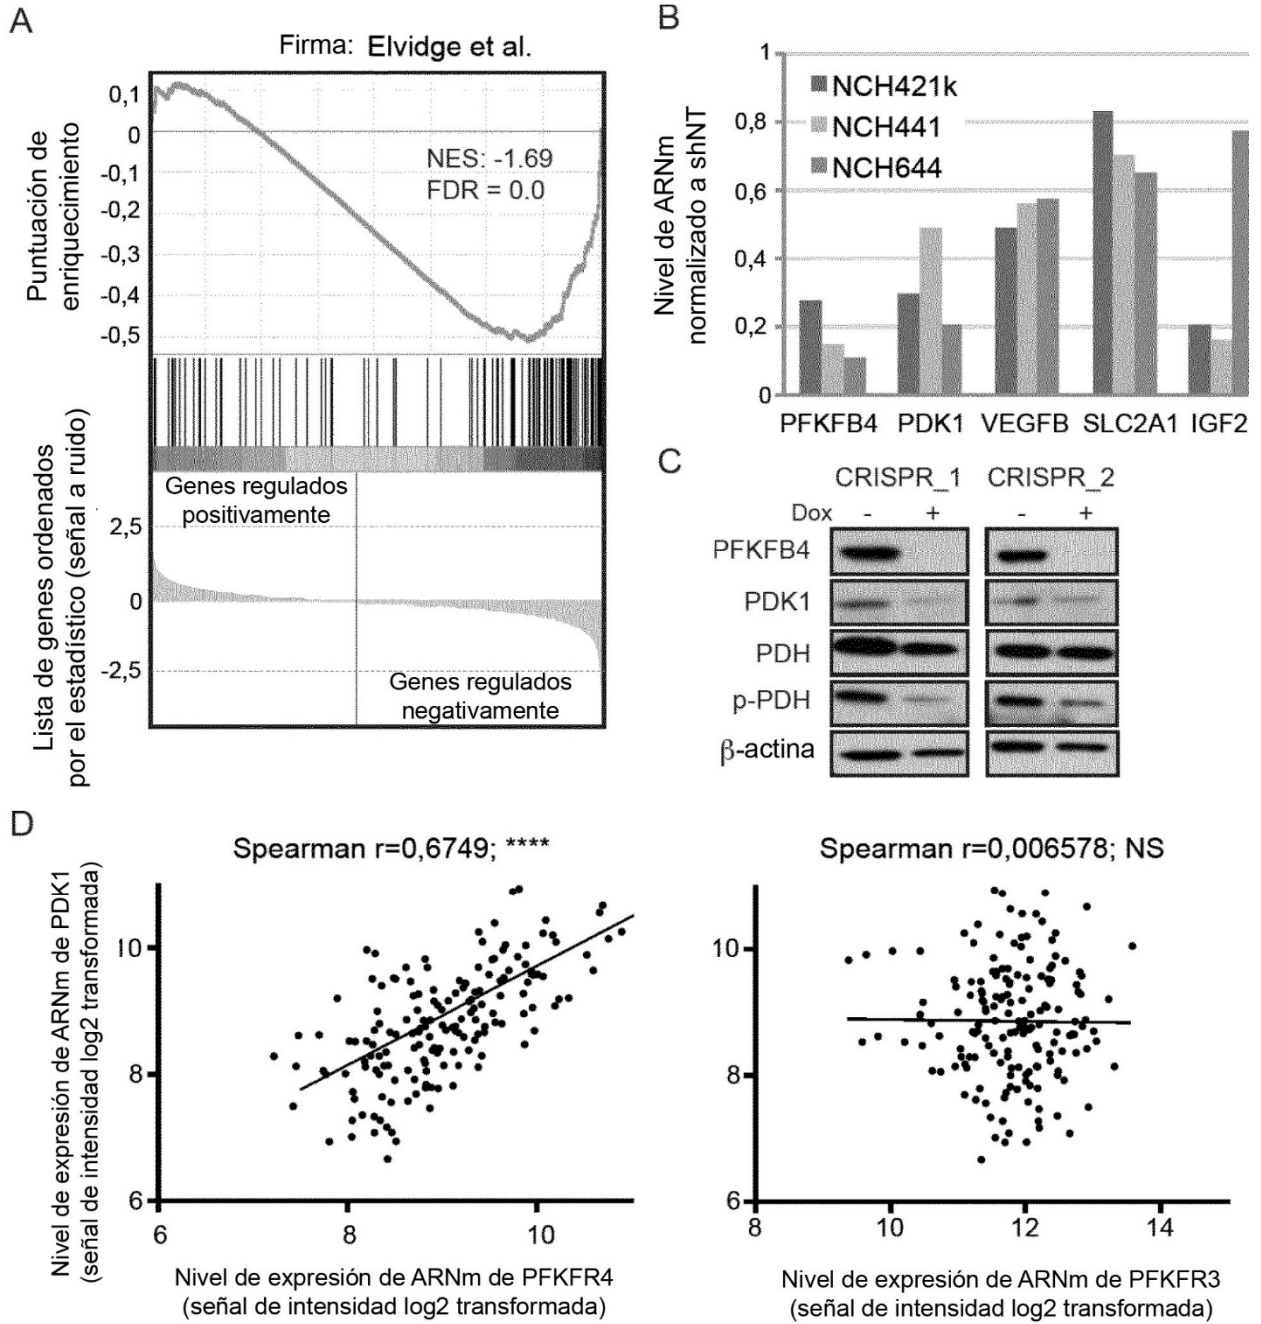 A
Firma: Elvidge et al.
Puntuación de
enriquecimiento
0,1
0
-0,1
-0,2
-0,3
-0,4
-0,5
NES: -1.69
FDR = 0.0
Lista de genes ordenados
por el estadístico (señal a ruido)
Genes regulados
positivamente
2,5
0
-2,5
Genes regulados
negativamente
B
Nivel de ARNm
normalizado a shNT
1
0,8
0,6
0,4
0,2
0
NCH421k
NCH441
NCH644
PFKFB4 PDK1 VEGFB SLC2A1 IGF2
C
CRISPR_1 CRISPR_2
Dox - + - +
PFKFB4
PDK1
PDH
p-PDH
β-actina
D
Spearman r=0,6749; ****
Nivel de expresión de ARNm de PDK1
(señal de intensidad log2 transformada)
10
8
6
6 8 10
Nivel de expresión de ARNm de PFKFR4
(señal de intensidad log2 transformada)
Spearman r=0,006578; NS
10
8
6
8 10 12 14
Nivel de expresión de ARNm de PFKFR3
(señal de intensidad log2 transformada)